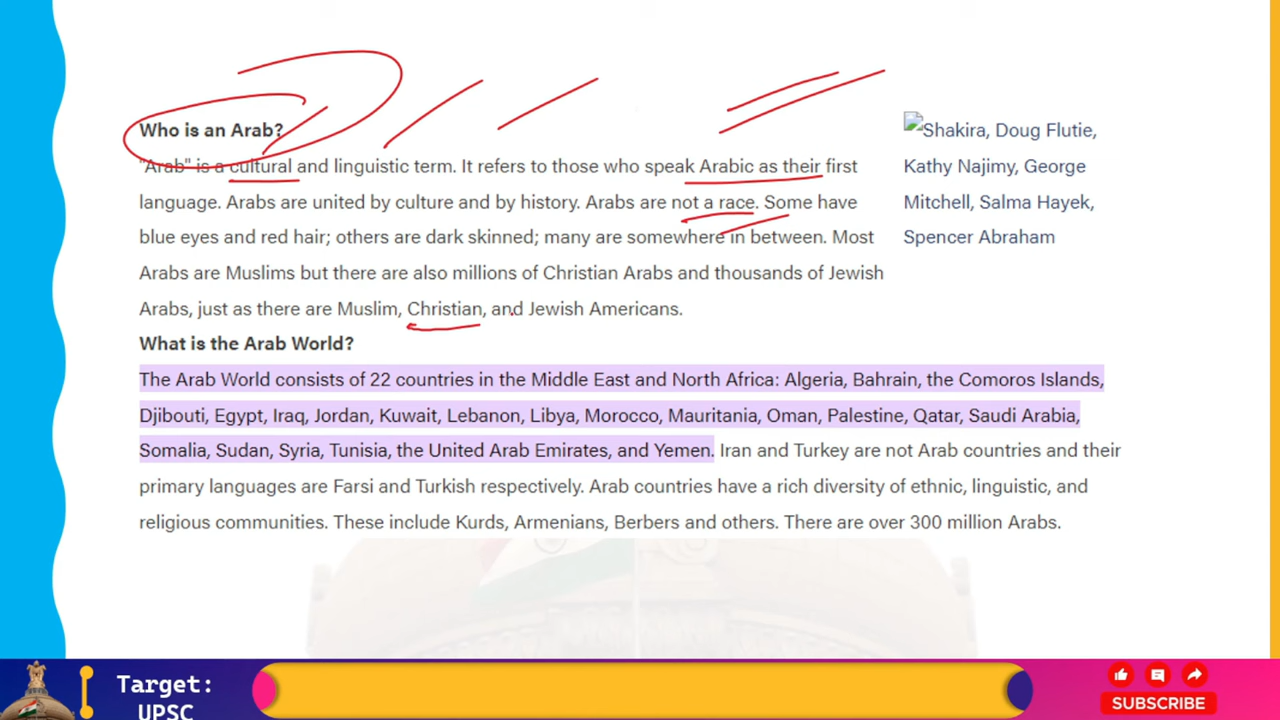 Who is an Arab?
"Arab" is a cultural and linguistic term. It refers to those who speak Arabic as their first
language. Arabs are united by culture and by history. Arabs are not a race. Some have
blue eyes and red hair; others are dark skinned; many are somewhere in between. Most
Arabs are Muslims but there are also millions of Christian Arabs and thousands of Jewish
Arabs, just as there are Muslim, Christian, and Jewish Americans.
Shakira, Doug Flutie,
Kathy Najimy, George
Mitchell, Salma Hayek,
Spencer Abraham
What is the Arab World?
The Arab World consists of 22 countries in the Middle East and North Africa: Algeria, Bahrain, the Comoros Islands,
Djibouti, Egypt, Iraq, Jordan, Kuwait, Lebanon, Libya, Morocco, Mauritania, Oman, Palestine, Qatar, Saudi Arabia,
Somalia, Sudan, Syria, Tunisia, the United Arab Emirates, and Yemen. Iran and Turkey are not Arab countries and their
primary languages are Farsi and Turkish respectively. Arab countries have a rich diversity of ethnic, linguistic, and
religious communities. These include Kurds, Armenians, Berbers and others. There are over 300 million Arabs.
Target:
UPSC
SUBSCRIBE